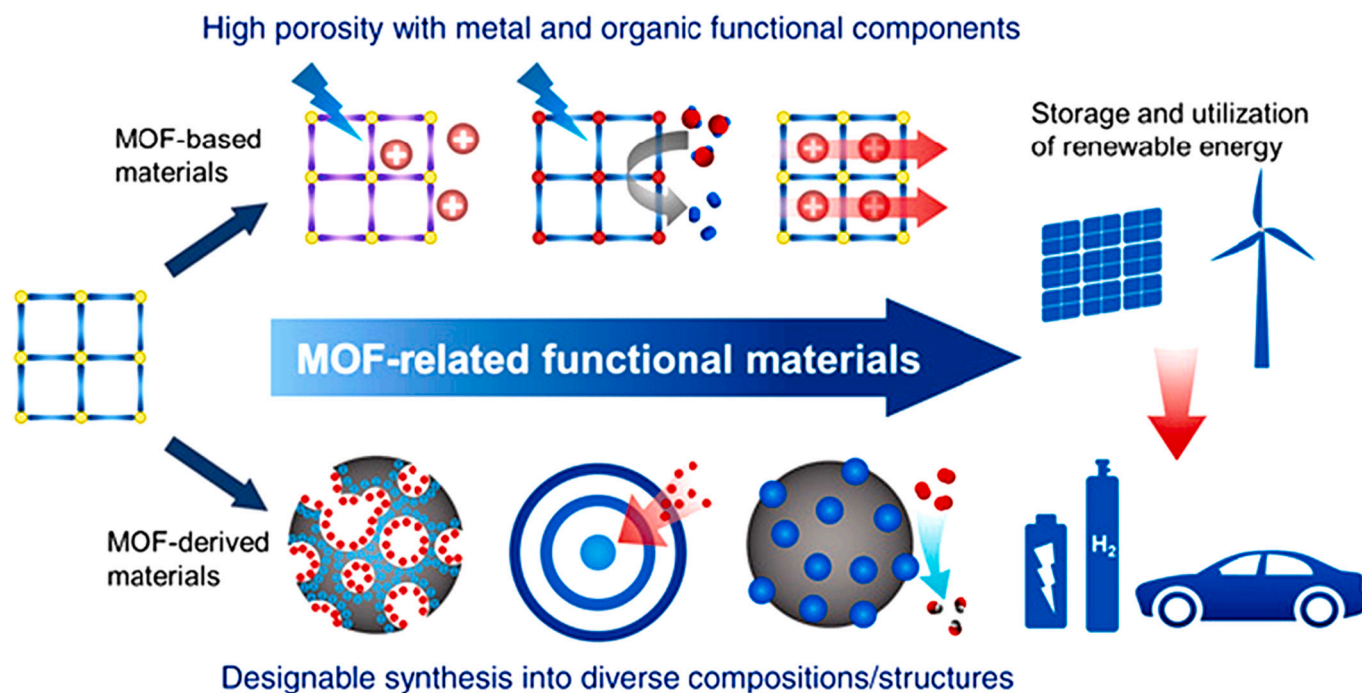 High porosity with metal and organic functional components
MOF-based
materials
Storage and utilization
of renewable energy
MOF-related functional materials
MOF-derived
materials
H₂
Designable synthesis into diverse compositions/structures